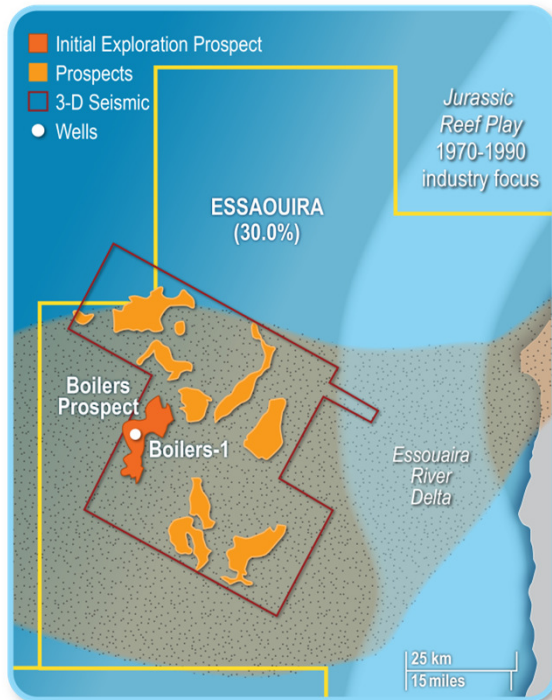 Initial Exploration Prospect
Prospects
3-D Seismic
Wells
Jurassic
Reef Play
1970-1990
industry focus
ESSAOUIRA
(30.0%)
Boilers
Prospect
Boilers-1
Essouaira
River
Delta
25 km
15 miles